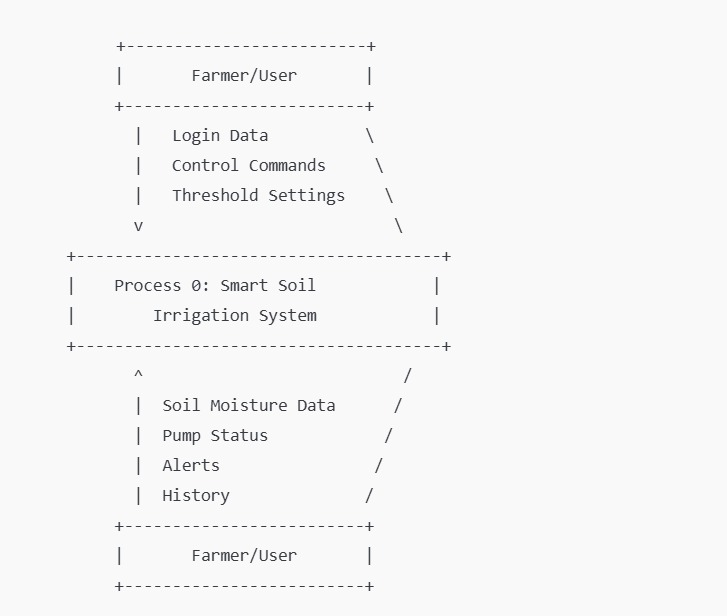 +-------------------------+
|       Farmer/User       |
+-------------------------+
|   Login Data          \
|   Control Commands     \
|   Threshold Settings    \
v                          \
+--------------------------------------+
|    Process 0: Smart Soil            |
|        Irrigation System            |
+--------------------------------------+
^                           /
|  Soil Moisture Data      /
|  Pump Status            /
|  Alerts                /
|  History              /
+-------------------------+
|       Farmer/User       |
+-------------------------+